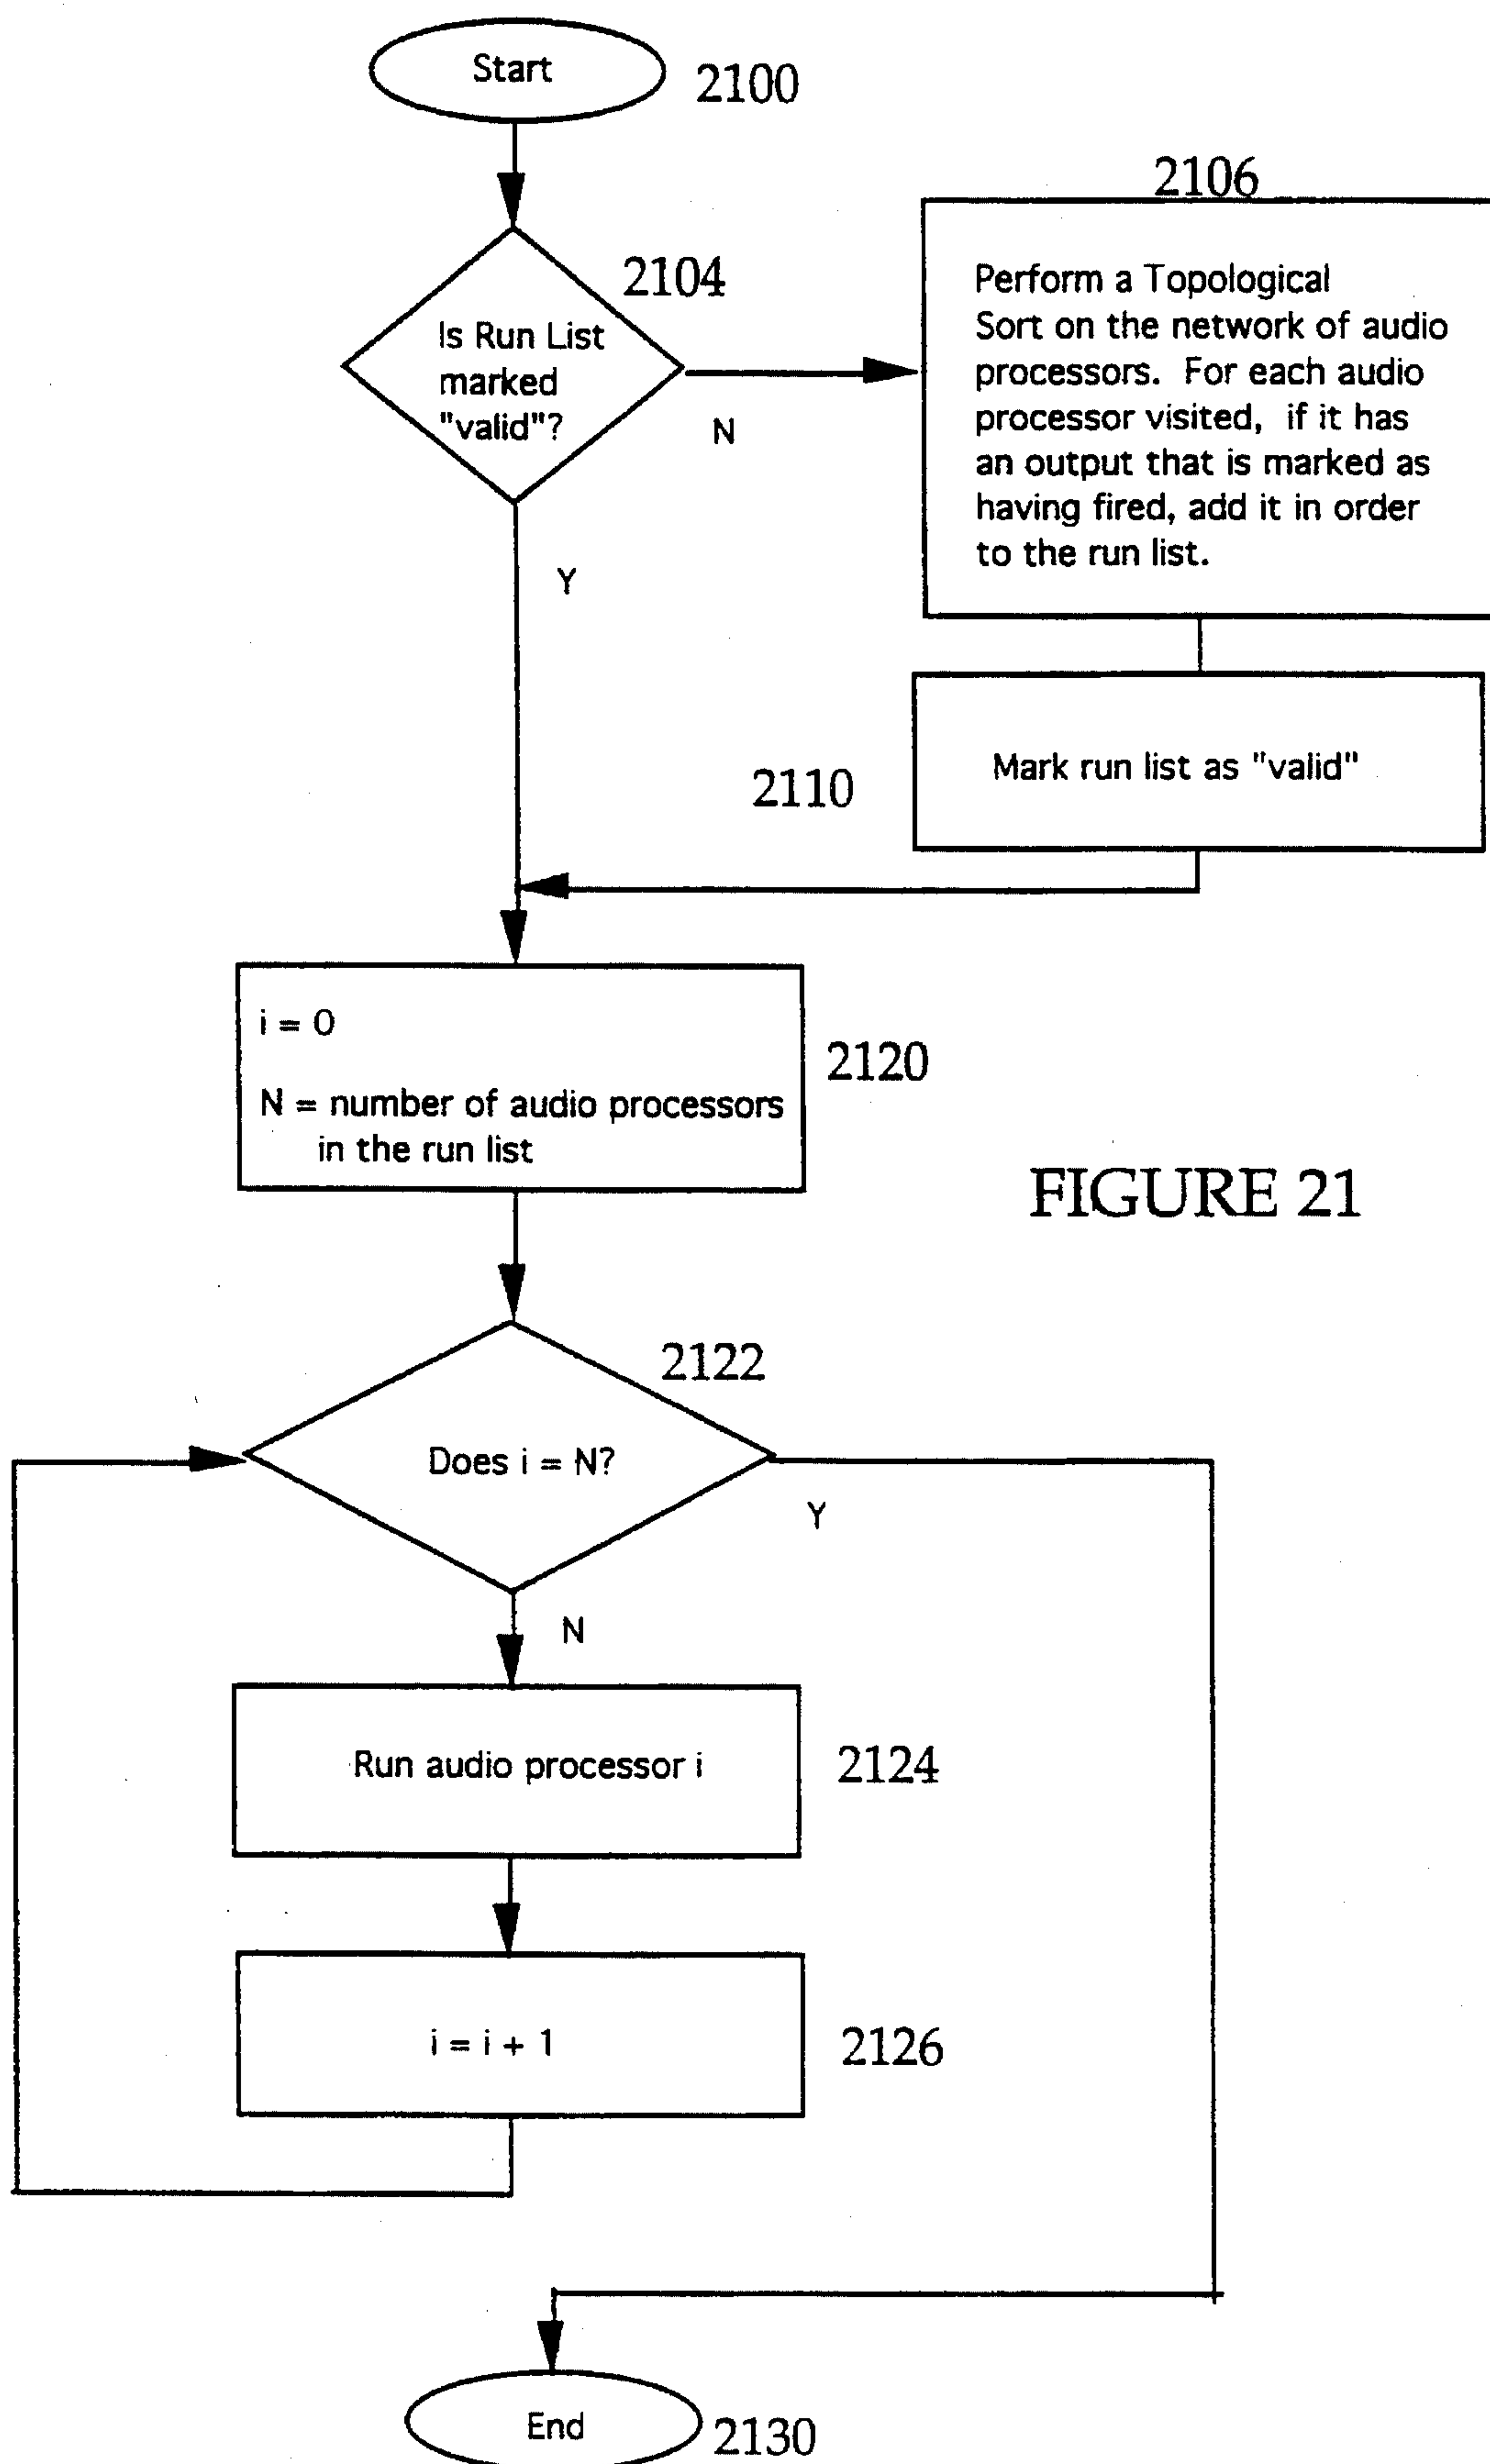 Start
2100
2106
2104
Is Run List
marked
"valid"?
N
Perform a Topological
Sort on the network of audio
processors.  For each audio
processor visited,  if it has
an output that is marked as
having fired, add it in order
to the run list.
Y
2110
Mark run list as "valid"
i = 0
N = number of audio processors
in the run list
2120
FIGURE 21
2122
Does i = N?
Y
N
Run audio processor i
2124
i = i + 1
2126
End
2130